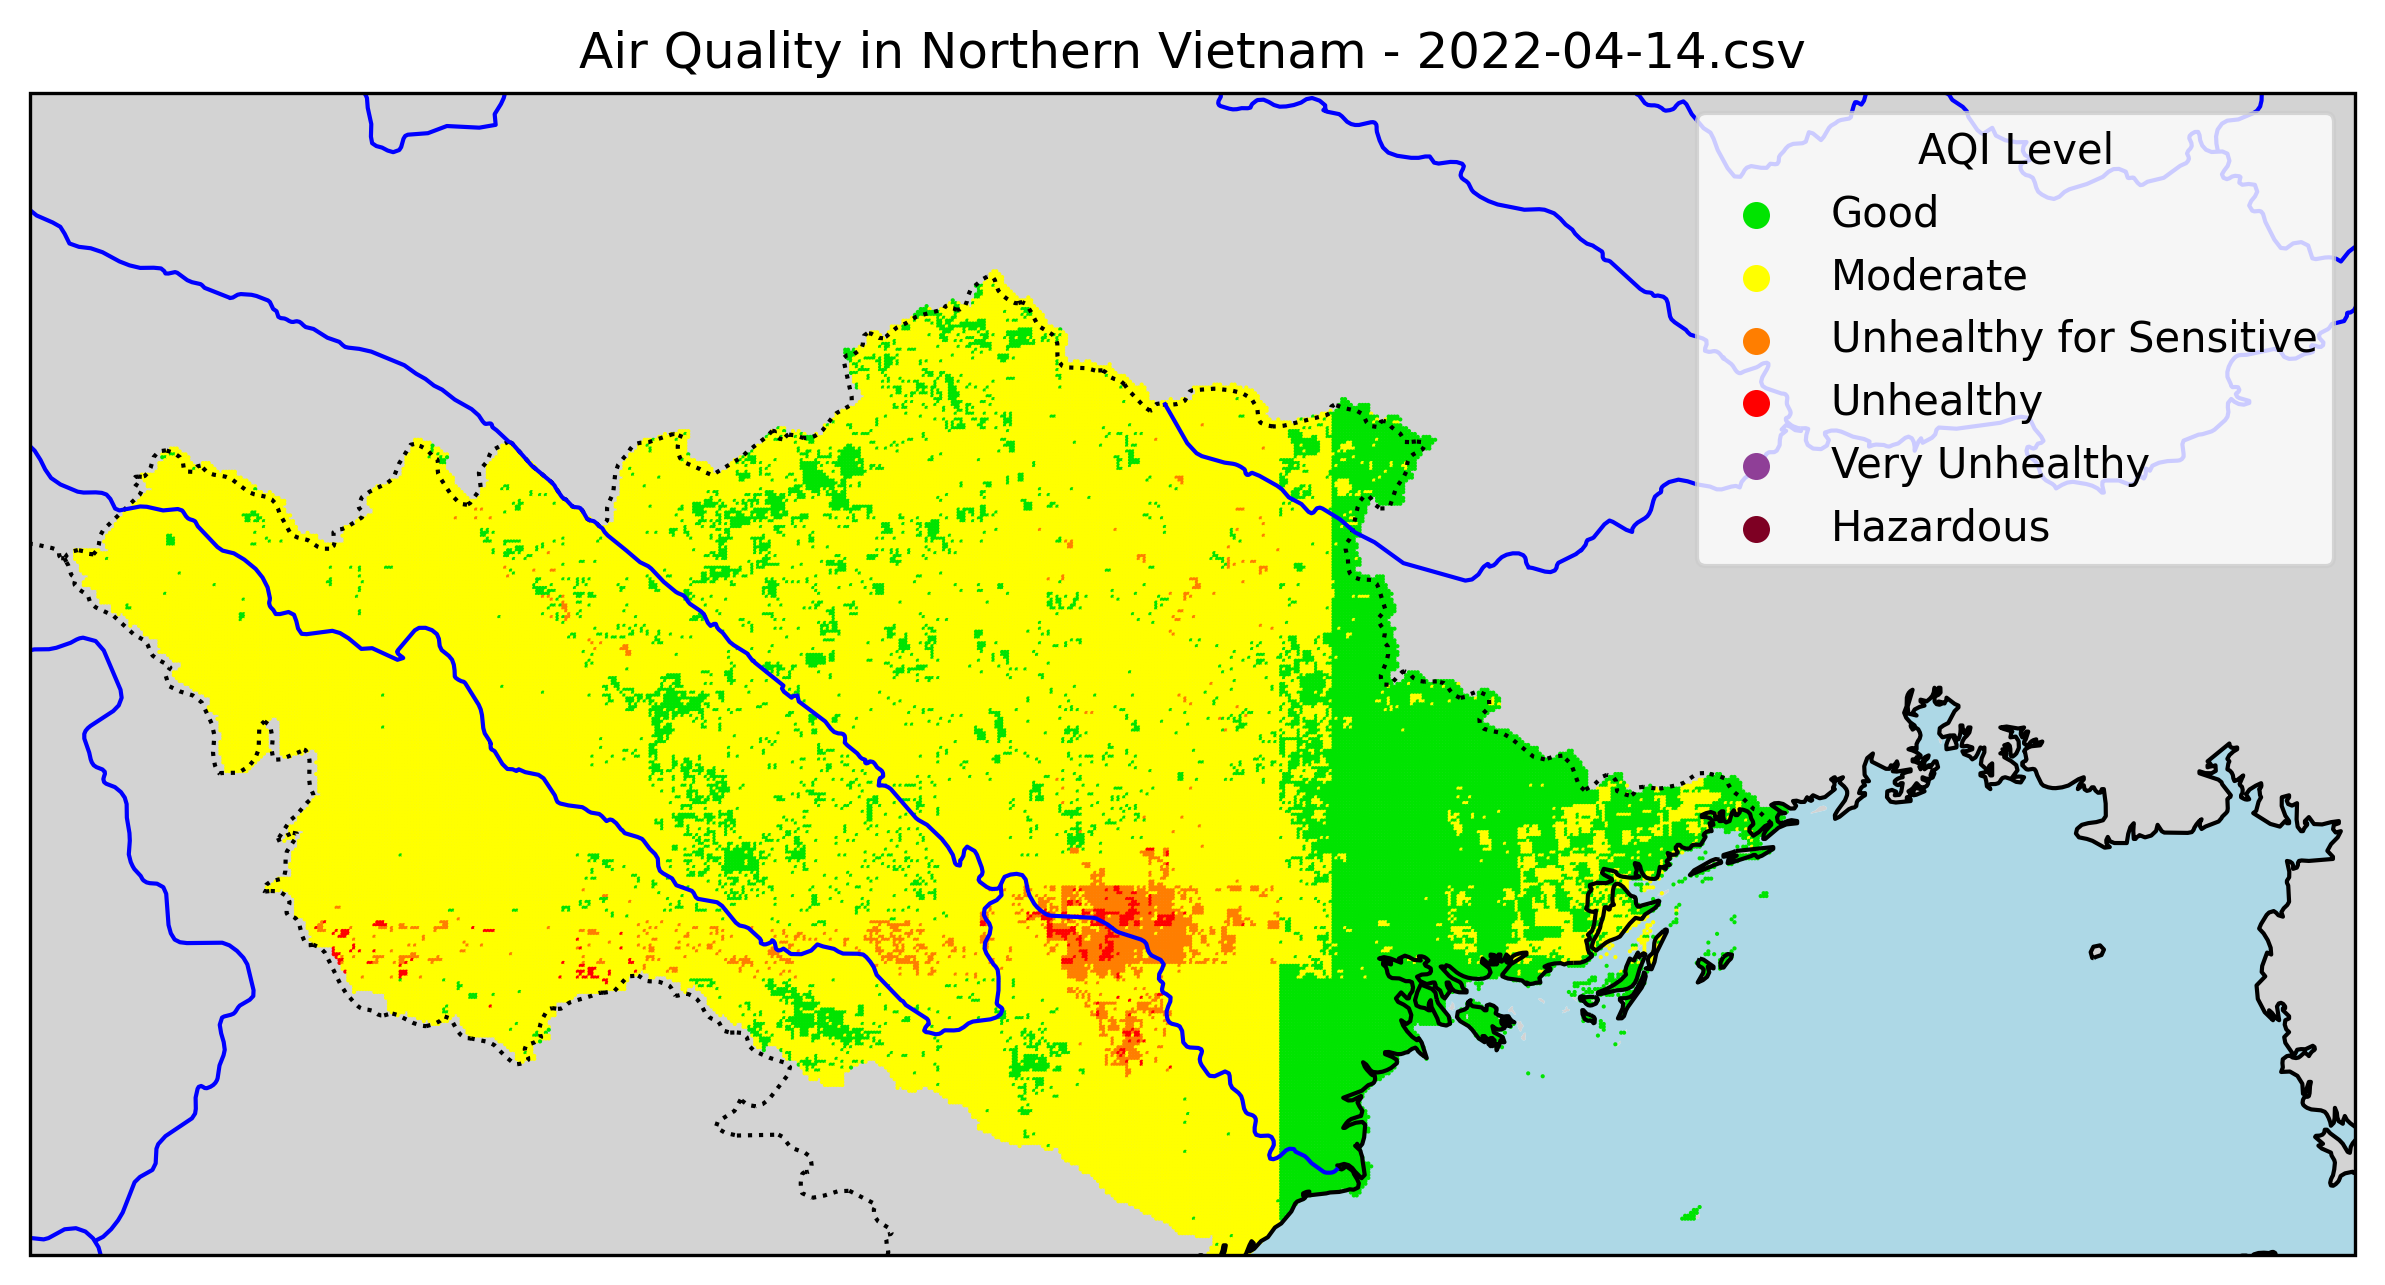 Air Quality in Northern Vietnam - 2022-04-14.csv
AQI Level
Good
Moderate
Unhealthy for Sensitive
Unhealthy
Very Unhealthy
Hazardous